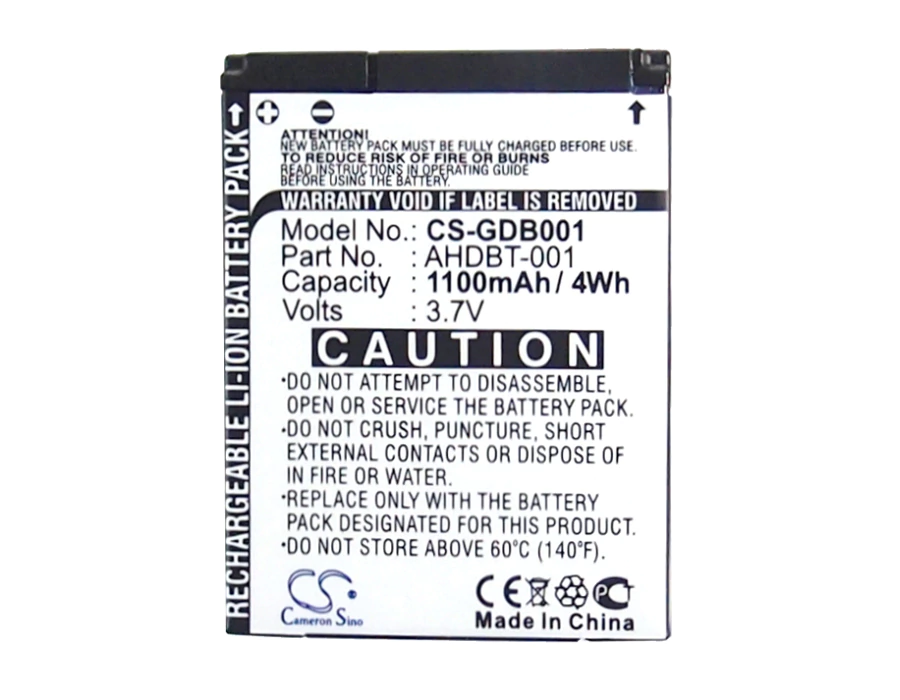 RECHARGEABLE LI-ION BATTERY PACK
ATTENTION!
NEW BATTERY PACK MUST BE FULLY CHARGED BEFORE USE.
TO REDUCE RISK OF FIRE OR BURNS
READ INSTRUCTIONS IN OPERATING GUIDE
BEFORE USING THE BATTERY.
WARRANTY VOID IF LABEL IS REMOVED
Model No.: CS-GDB001
Part No. : AHDBT-001
Capacity : 1100mAh/ 4Wh
Volts : 3.7V
CAUTION
·DO NOT ATTEMPT TO DISASSEMBLE,
OPEN OR SERVICE THE BATTERY PACK.
·DO NOT CRUSH, PUNCTURE, SHORT
EXTERNAL CONTACTS OR DISPOSE OF
IN FIRE OR WATER.
·REPLACE ONLY WITH THE BATTERY
PACK DESIGNATED FOR THIS PRODUCT.
·DO NOT STORE ABOVE 60°C (140°F).
CS
Cameron Sino
CE PCT
Made In China